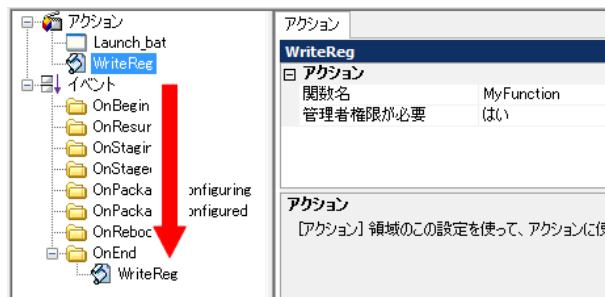 アクション
Launch_bat
WriteReg
イベント
OnBegin
OnResur
OnStagin
OnStage
OnPacka onfiguring
OnPacka onfigured
OnReboo
OnEnd
WriteReg
アクション
WriteReg
アクション
関数名 MyFunction
管理者権限が必要 はい
アクション
[アクション] 領域のこの設定を使って、アクションに